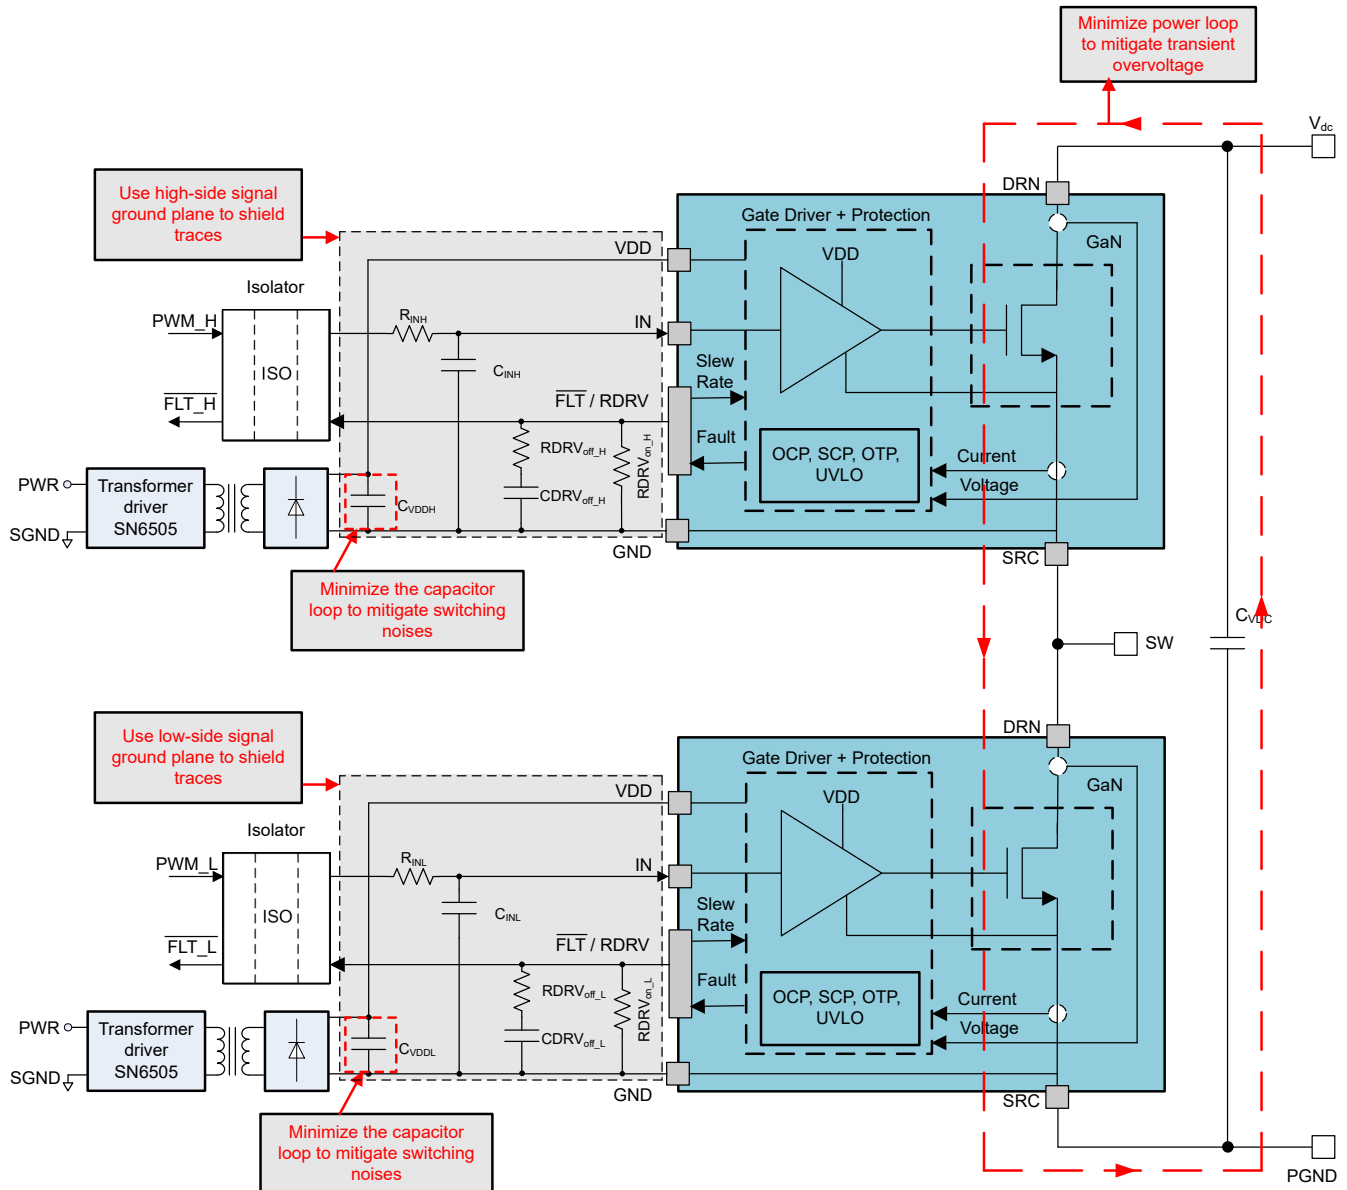 Minimize power loop
to mitigate transient
overvoltage
Vdc
DRN
Use high-side signal
ground plane to shield
traces
Gate Driver + Protection
GaN
VDD
VDD
Isolator
PWM_H
RINH
IN
ISO
CINH
Slew
Rate
FLT_H
FLT / RDRV
Fault
RDRVoff_H
RDRVon_H
OCP, SCP, OTP,
UVLO
Current
Voltage
PWR
Transformer
driver
SN6505
CVDDH
CDRVoff_H
SGND
GND
SRC
Minimize the capacitor
loop to mitigate switching
noises
CVDC
SW
Use low-side signal
ground plane to shield
traces
DRN
Gate Driver + Protection
GaN
VDD
VDD
Isolator
PWM_L
RINL
IN
ISO
CINL
Slew
Rate
FLT_L
FLT / RDRV
Fault
RDRVoff_L
RDRVon_L
OCP, SCP, OTP,
UVLO
Current
Voltage
PWR
Transformer
driver
SN6505
CVDDL
CDRVoff_L
SGND
GND
SRC
Minimize the capacitor
loop to mitigate switching
noises
PGND